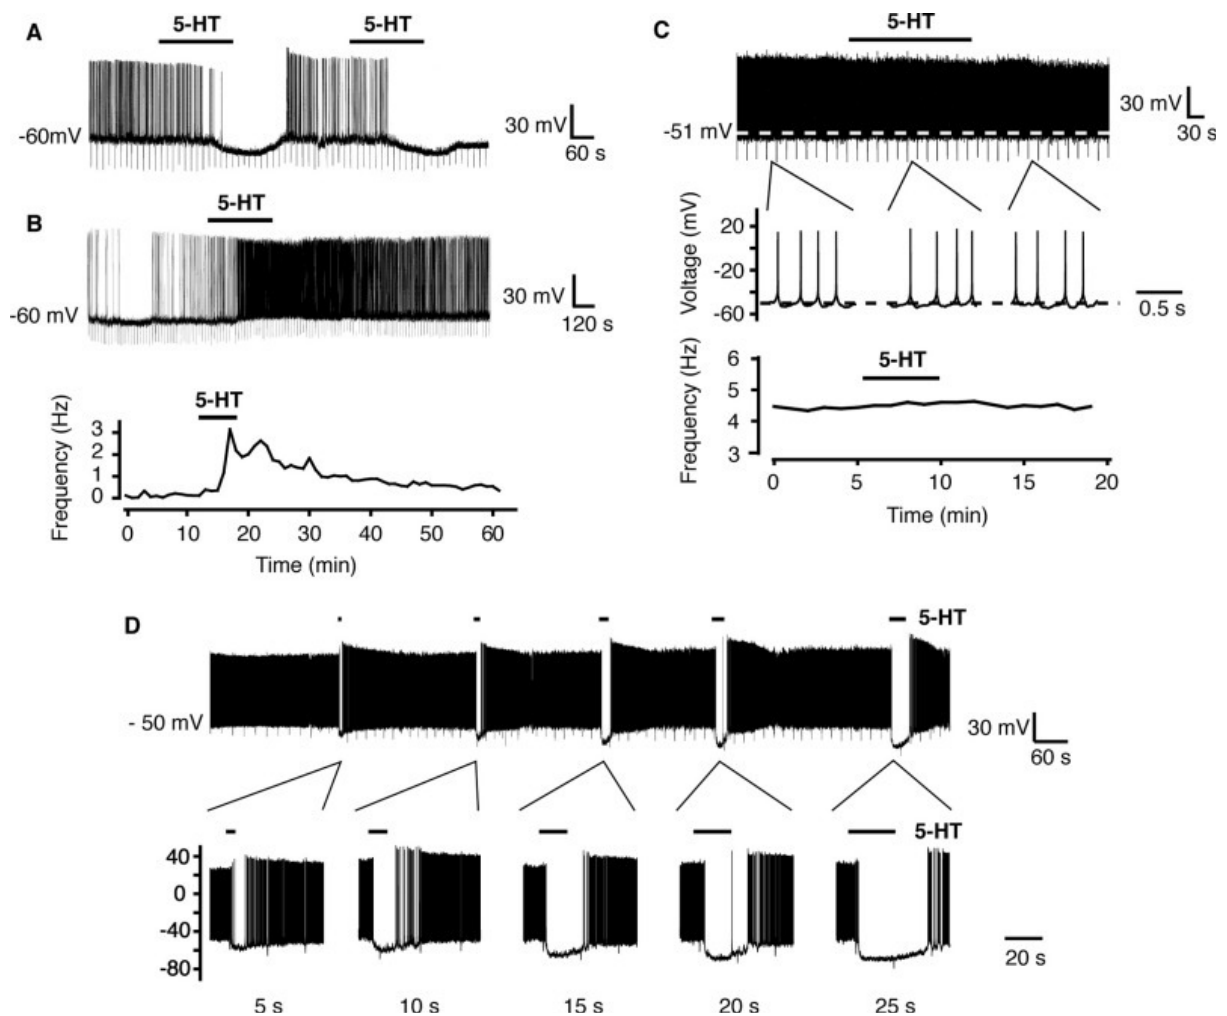 A
5-HT 5-HT
-60mV
30 mV
60 s
B
5-HT
-60 mV
30 mV
120 s
5-HT
Frequency (Hz)
3
2
1
0
0 10 20 30 40 50 60
Time (min)
C
5-HT
-51 mV
30 mV
30 s
Voltage (mV)
20
-20
-60
0.5 s
Frequency (Hz)
6
5
4
3
5-HT
0 5 10 15 20
Time (min)
D
5-HT
- 50 mV
30 mV
60 s
5-HT
40
0
-40
-80
20 s
5 s 10 s 15 s 20 s 25 s